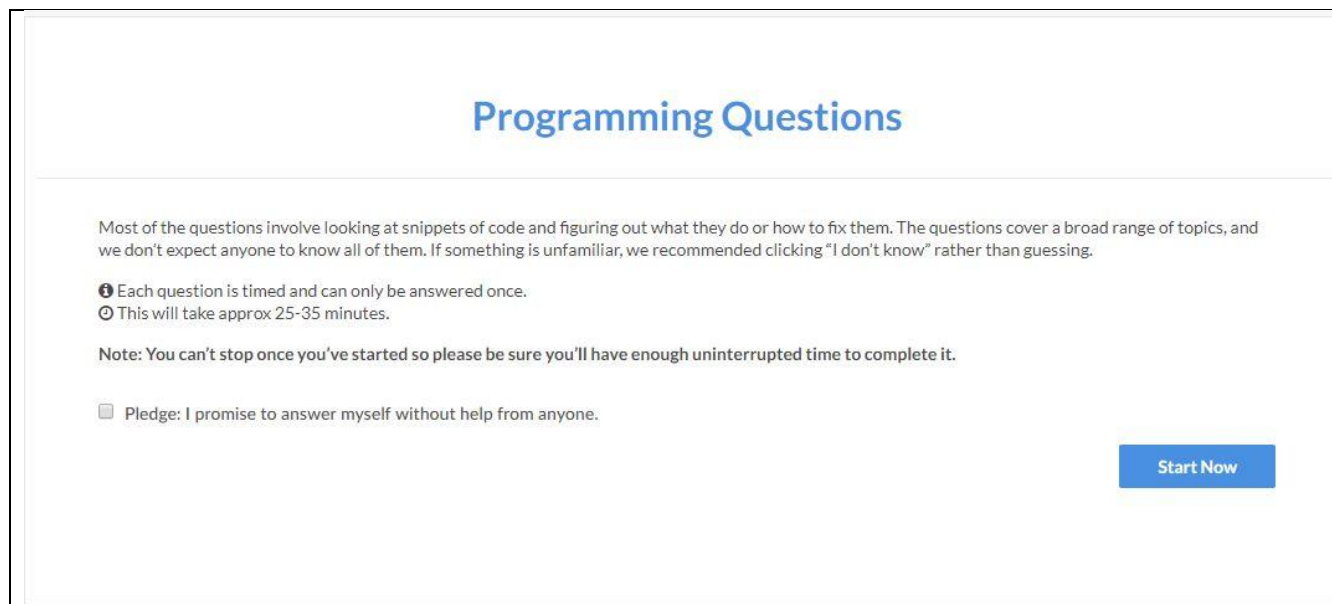 Programming Questions
Most of the questions involve looking at snippets of code and figuring out what they do or how to fix them. The questions cover a broad range of topics, and
we don't expect anyone to know all of them. If something is unfamiliar, we recommended clicking "I don't know" rather than guessing.
Each question is timed and can only be answered once.
This will take approx 25-35 minutes.
Note: You can't stop once you've started so please be sure you'll have enough uninterrupted time to complete it.
Pledge: I promise to answer myself without help from anyone.
Start Now